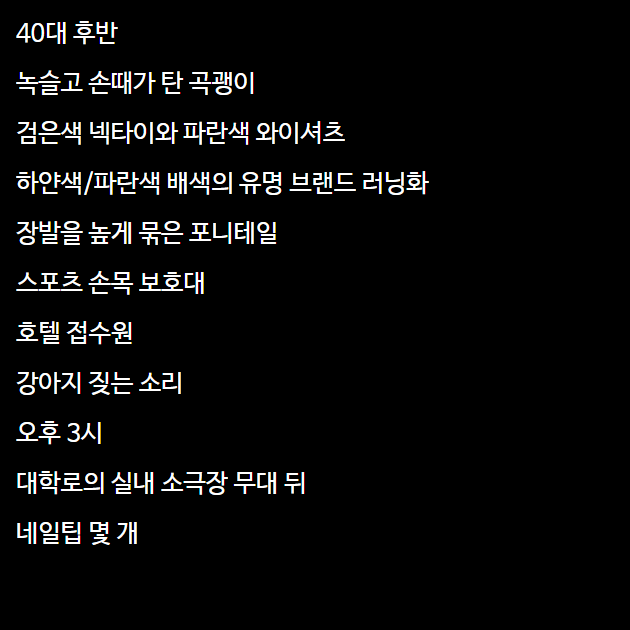 40대 후반
녹슬고 손때가 탄 곡괭이
검은색 넥타이와 파란색 와이셔츠
하얀색/파란색 배색의 유명 브랜드 러닝화
장발을 높게 묶은 포니테일
스포츠 손목 보호대
호텔 접수원
강아지 짖는 소리
오후 3시
대학로의 실내 소극장 무대 뒤
네일팁 몇 개